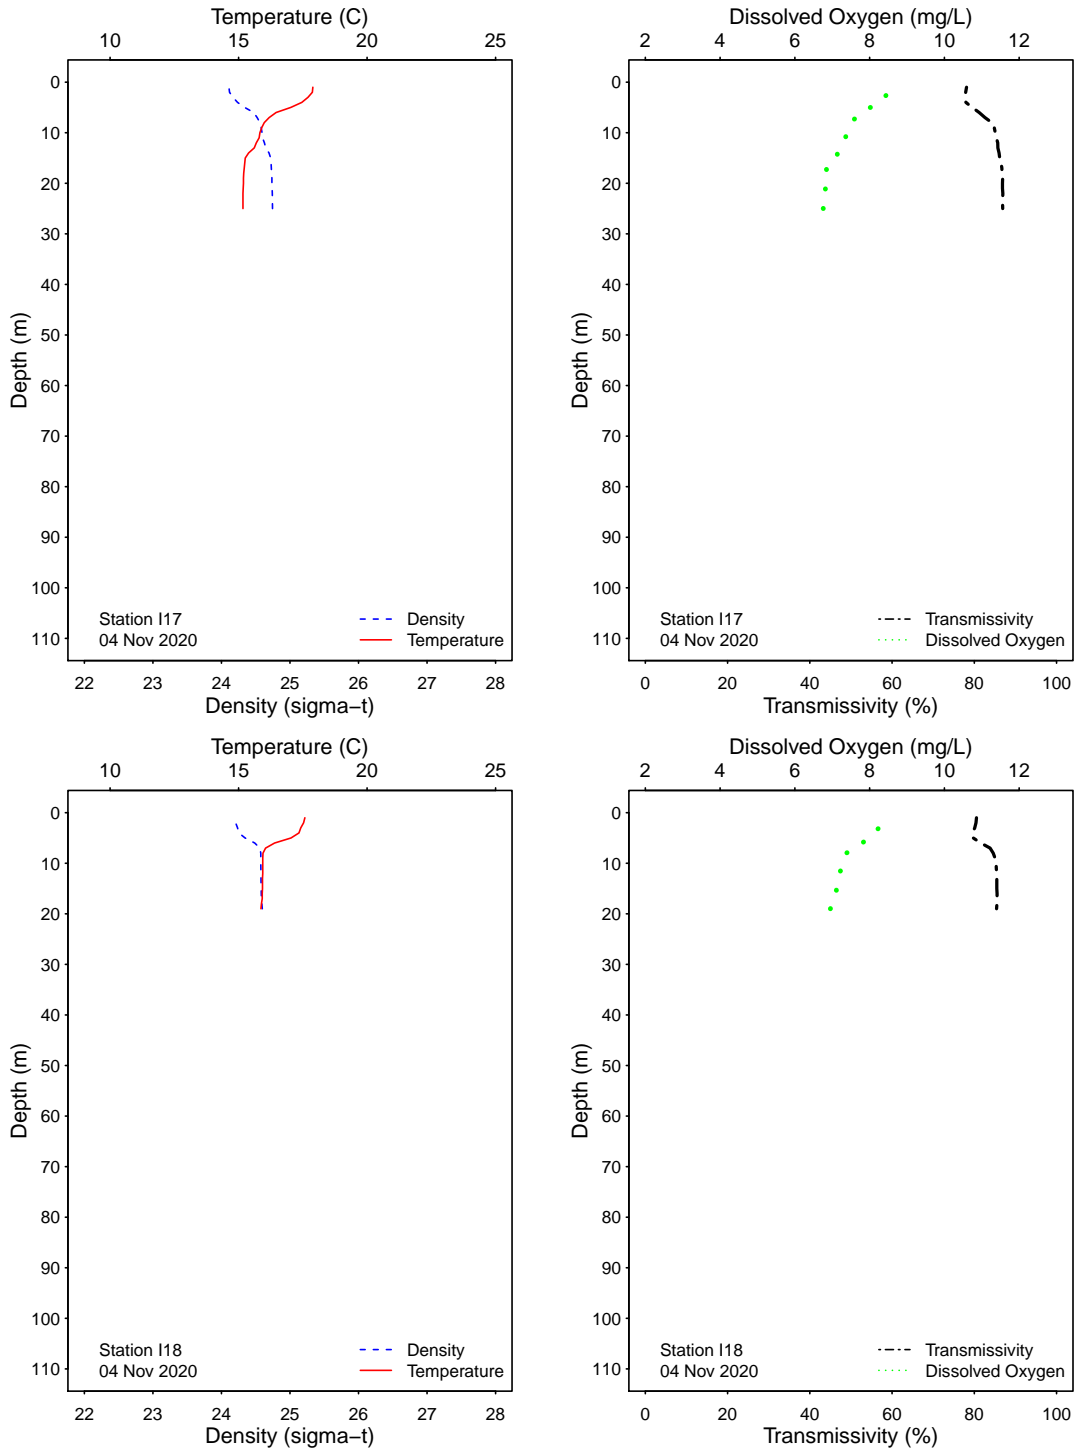 Temperature (C)
10 15 20 25
0
10
20
30
40
50
60
70
80
90
100
110
Depth (m)
Station I17
04 Nov 2020
Density
Temperature
22 23 24 25 26 27 28
Density (sigma−t)
Dissolved Oxygen (mg/L)
2 4 6 8 10 12
0
10
20
30
40
50
60
70
80
90
100
110
Depth (m)
Station I17
04 Nov 2020
Transmissivity
Dissolved Oxygen
0 20 40 60 80 100
Transmissivity (%)
Temperature (C)
10 15 20 25
0
10
20
30
40
50
60
70
80
90
100
110
Depth (m)
Station I18
04 Nov 2020
Density
Temperature
22 23 24 25 26 27 28
Density (sigma−t)
Dissolved Oxygen (mg/L)
2 4 6 8 10 12
0
10
20
30
40
50
60
70
80
90
100
110
Depth (m)
Station I18
04 Nov 2020
Transmissivity
Dissolved Oxygen
0 20 40 60 80 100
Transmissivity (%)